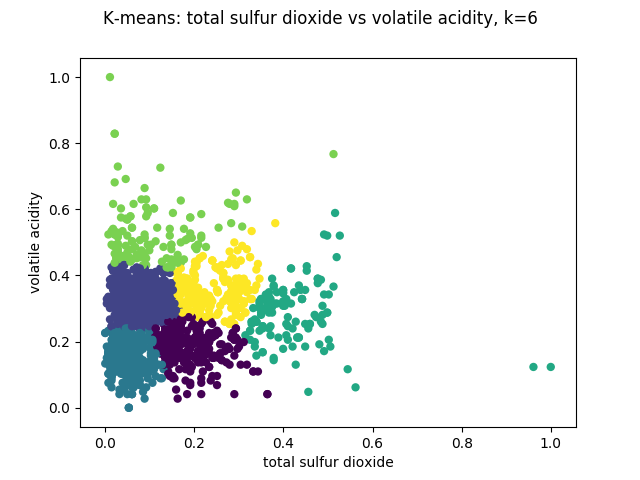 K-means: total sulfur dioxide vs volatile acidity, k=6
volatile acidity
1.0
0.8
0.6
0.4
0.2
0.0
0.0 0.2 0.4 0.6 0.8 1.0
total sulfur dioxide